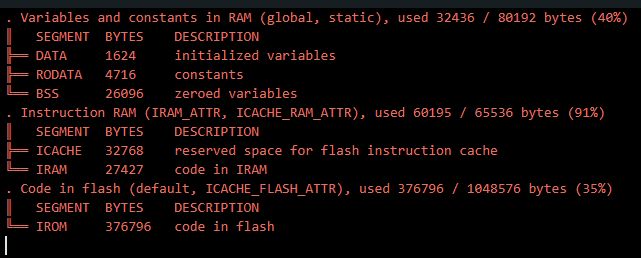 . Variables and constants in RAM (global, static), used 32436 / 80192 bytes (40%)
║   SEGMENT  BYTES    DESCRIPTION
╠══ DATA     1624     initialized variables
╠══ RODATA   4716     constants
╚══ BSS      26096    zeroed variables
. Instruction RAM (IRAM_ATTR, ICACHE_RAM_ATTR), used 60195 / 65536 bytes (91%)
║   SEGMENT  BYTES    DESCRIPTION
╠══ ICACHE   32768    reserved space for flash instruction cache
╚══ IRAM     27427    code in IRAM
. Code in flash (default, ICACHE_FLASH_ATTR), used 376796 / 1048576 bytes (35%)
║   SEGMENT  BYTES    DESCRIPTION
╚══ IROM     376796   code in flash